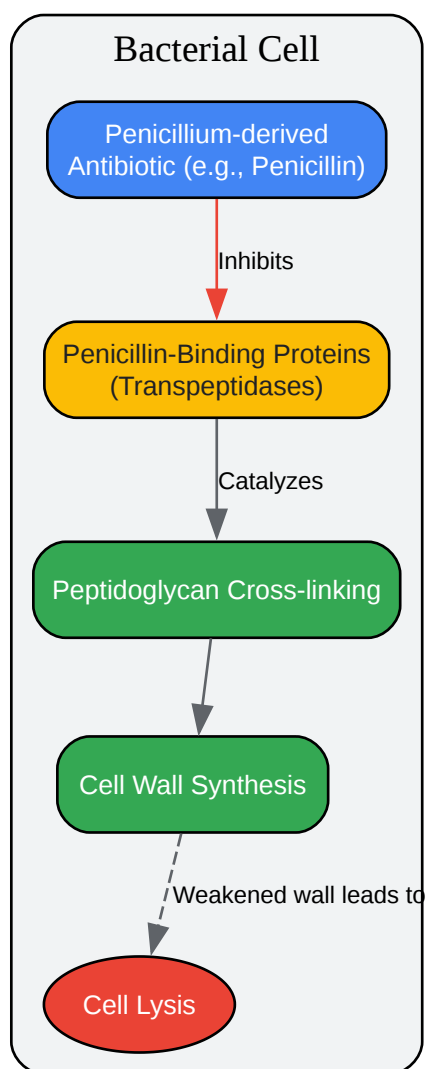 Bacterial Cell
Penicillium-derived
Antibiotic (e.g., Penicillin)
Inhibits
Penicillin-Binding Proteins
(Transpeptidases)
Catalyzes
Peptidoglycan Cross-linking
Cell Wall Synthesis
Weakened wall leads to
Cell Lysis